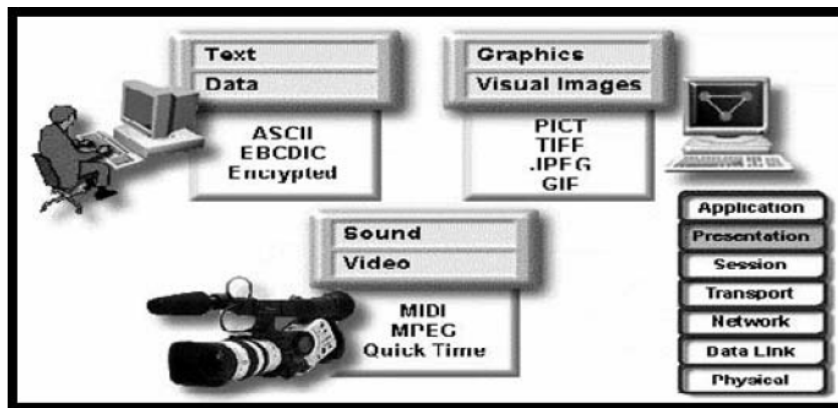 Text
Data
ASCII
EBCDIC
Encrypted
Graphics
Visual Images
PICT
TIFF
JPEG
GIF
Sound
Video
MIDI
MPEG
Quick Time
Application
Presentation
Session
Transport
Network
Data Link
Physical